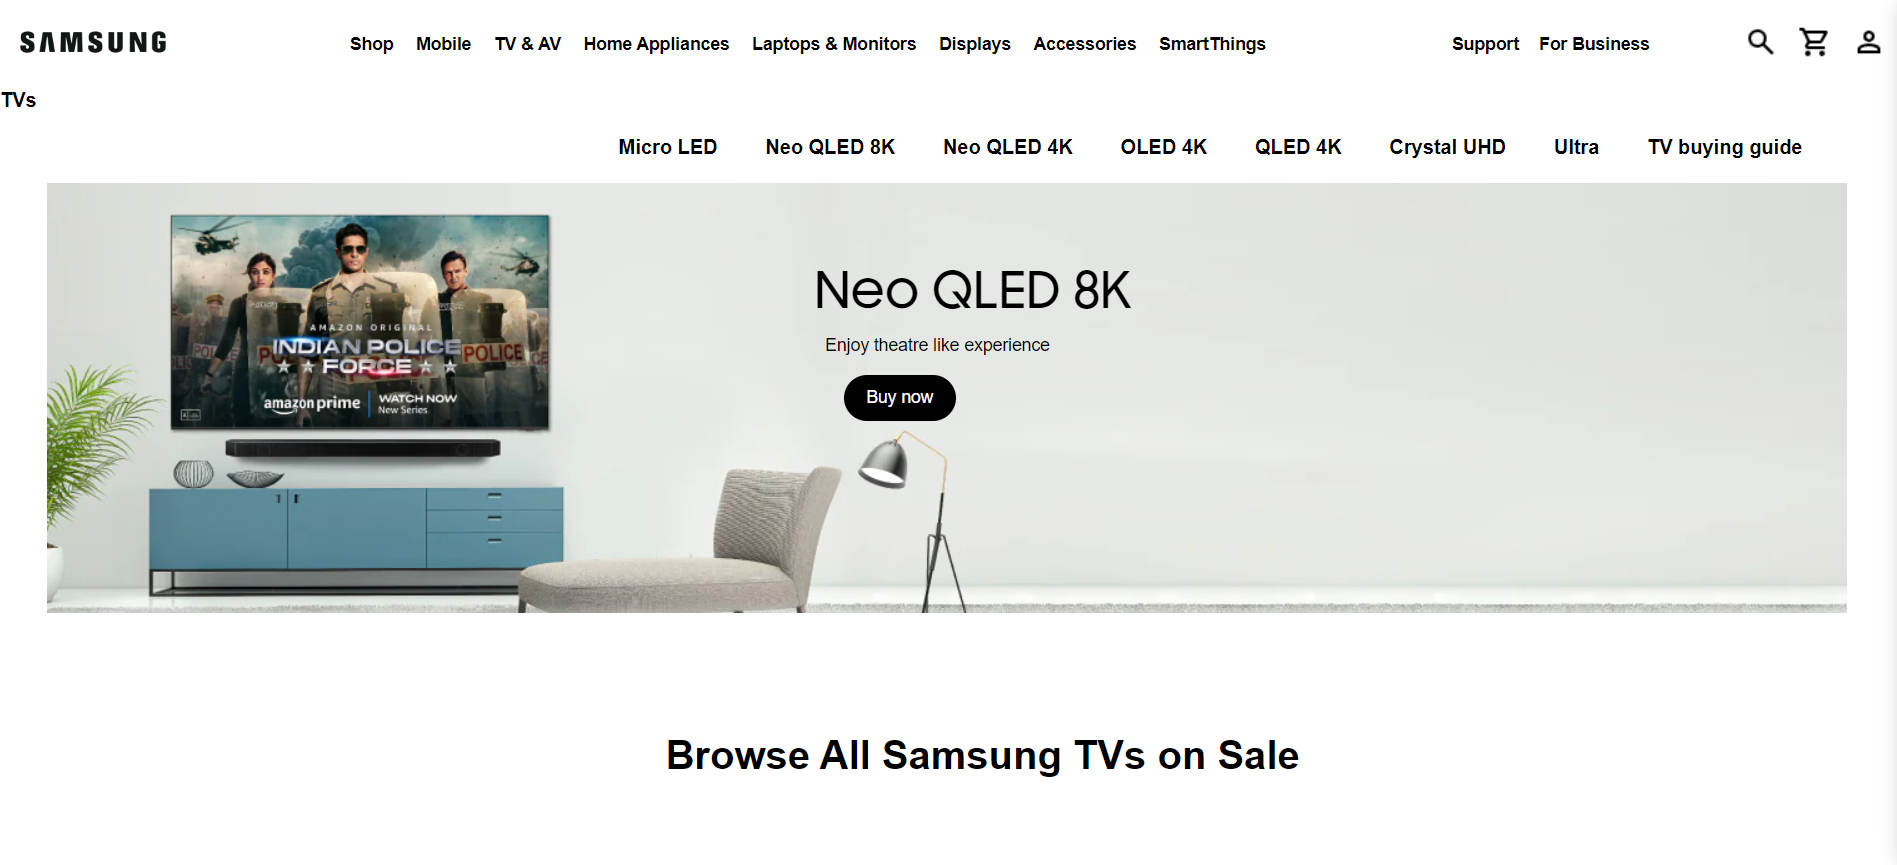 SAMSUNG Shop Mobile TV & AV Home Appliances Laptops & Monitors Displays Accessories SmartThings Support For Business
TVs
Micro LED Neo QLED 8K Neo QLED 4K OLED 4K QLED 4K Crystal UHD Ultra TV buying guide
AMAZON ORIGINAL
INDIAN POLICE
FORCE
POLICE
amazon prime WATCH NOW
New Series
Neo QLED 8K
Enjoy theatre like experience
Buy now
Browse All Samsung TVs on Sale